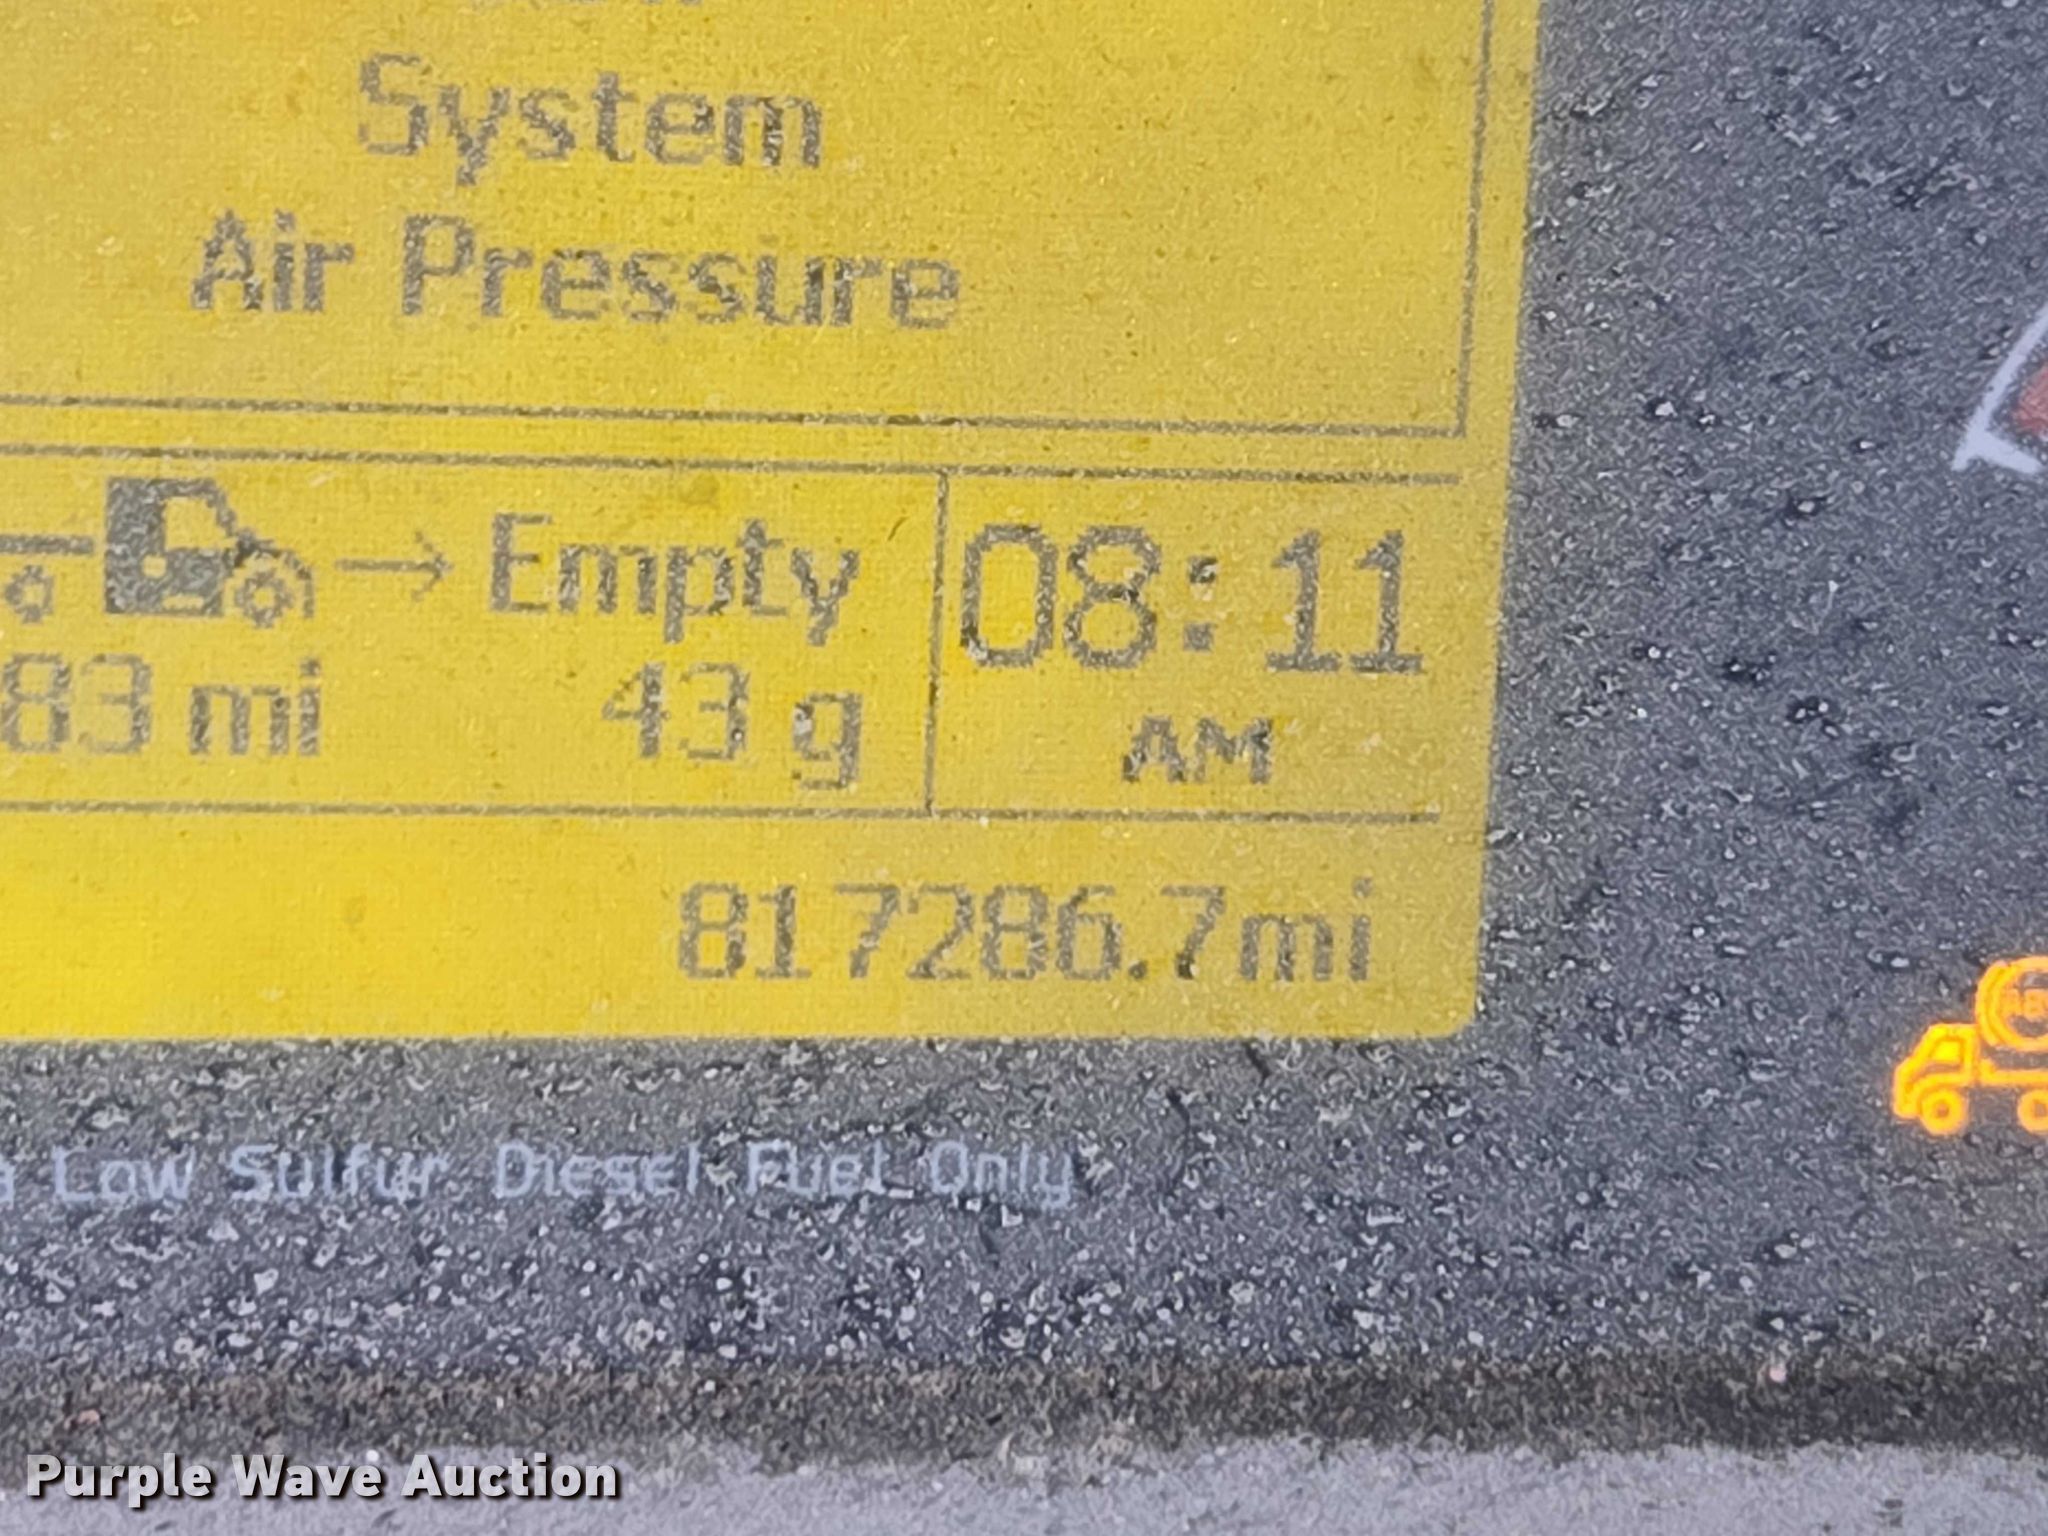 System
Air Pressure
Empty
08:11
83 mi
43 g
AM
817286.7mi
Low Sulfur Diesel Fuel Only
Purple Wave Auction